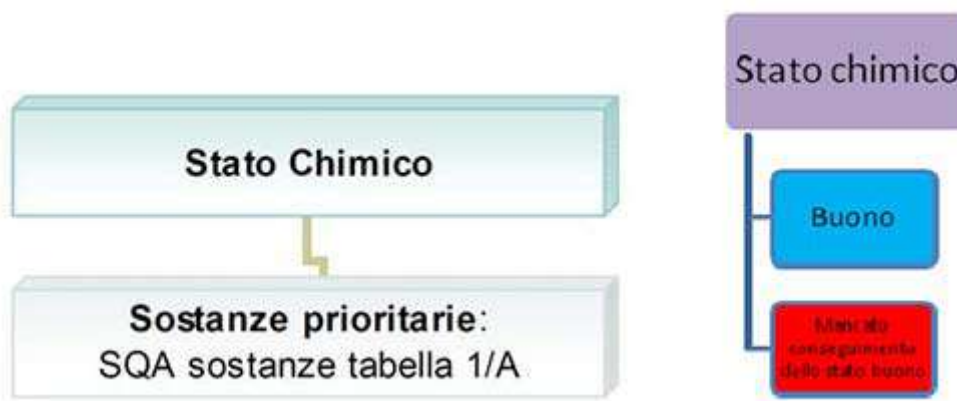 Stato Chimico
Sostanze prioritarie:
SQA sostanze tabella 1/A
Stato chimico
Buono
Mancato
conseguimento
dello stato buono